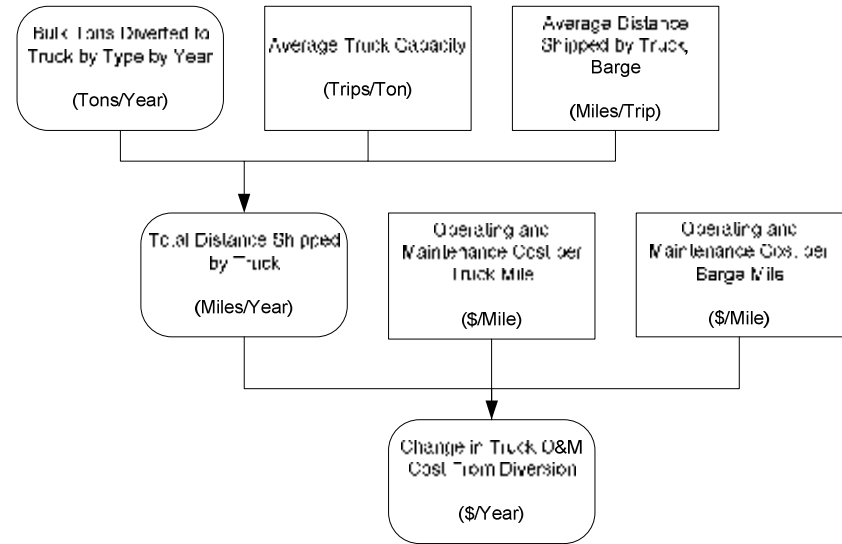 Bulk Tons Diverted to
Truck by Type by Year
(Tons/Year)
Average Truck Capacity
(Trips/Ton)
Average Distance
Shipped by Truck,
Barge
(Miles/Trip)
Total Distance Shipped
by Truck
(Miles/Year)
Operating and
Maintenance Cost per
Truck Mile
($/Mile)
Operating and
Maintenance Cost per
Barge Mile
($/Mile)
Change in Truck O&M
Cost From Diversion
($/Year)